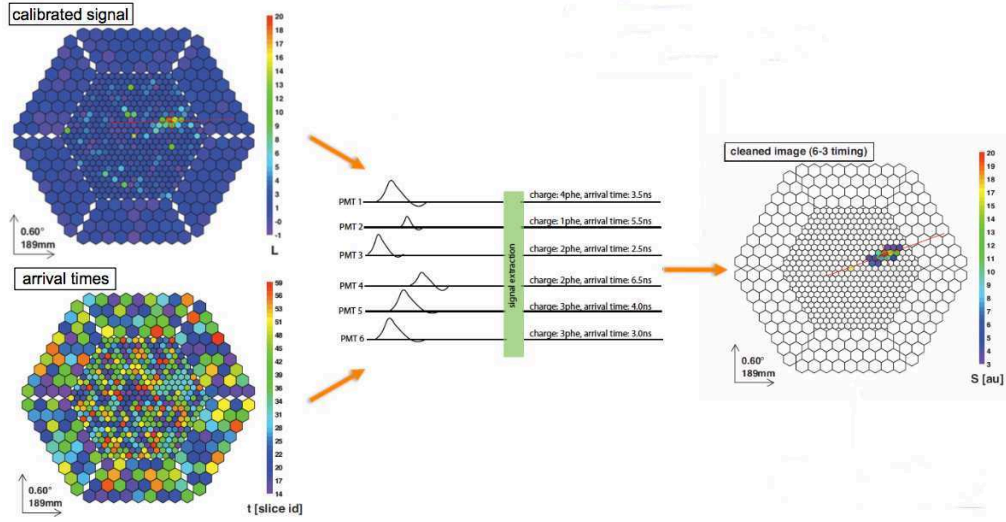 calibrated signal
20
18
17
15
14
13
12
10
9
8
6
5
4
3
1
-0
-1
0.60°
189mm
L
arrival times
59
56
53
51
48
45
42
39
36
34
31
28
25
22
20
17
14
0.60°
189mm
t [slice id]
PMT 1
charge: 4phe, arrival time: 3.5ns
PMT 2
charge: 1phe, arrival time: 5.5ns
PMT 3
charge: 2phe, arrival time: 2.5ns
PMT 4
charge: 2phe, arrival time: 6.5ns
PMT 5
charge: 3phe, arrival time: 4.0ns
PMT 6
charge: 3phe, arrival time: 3.0ns
signal extraction
cleaned image (6-3 timing)
20
19
18
17
16
15
14
13
12
11
10
9
8
7
6
5
4
3
0.60°
189mm
S [au]